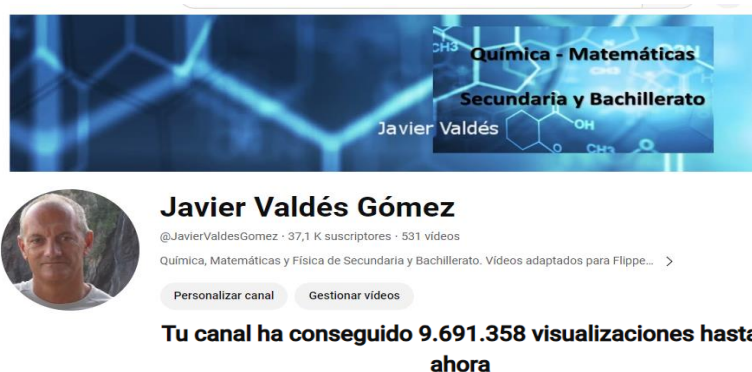 CH3
Química - Matemáticas
Secundaria y Bachillerato
Javier Valdés
OH
O
CH3
O
Javier Valdés Gómez
@JavierValdesGomez · 37,1 K suscriptores · 531 vídeos
Química, Matemáticas y Física de Secundaria y Bachillerato. Vídeos adaptados para Flippe...
Personalizar canal
Gestionar vídeos
Tu canal ha conseguido 9.691.358 visualizaciones hasta
ahora